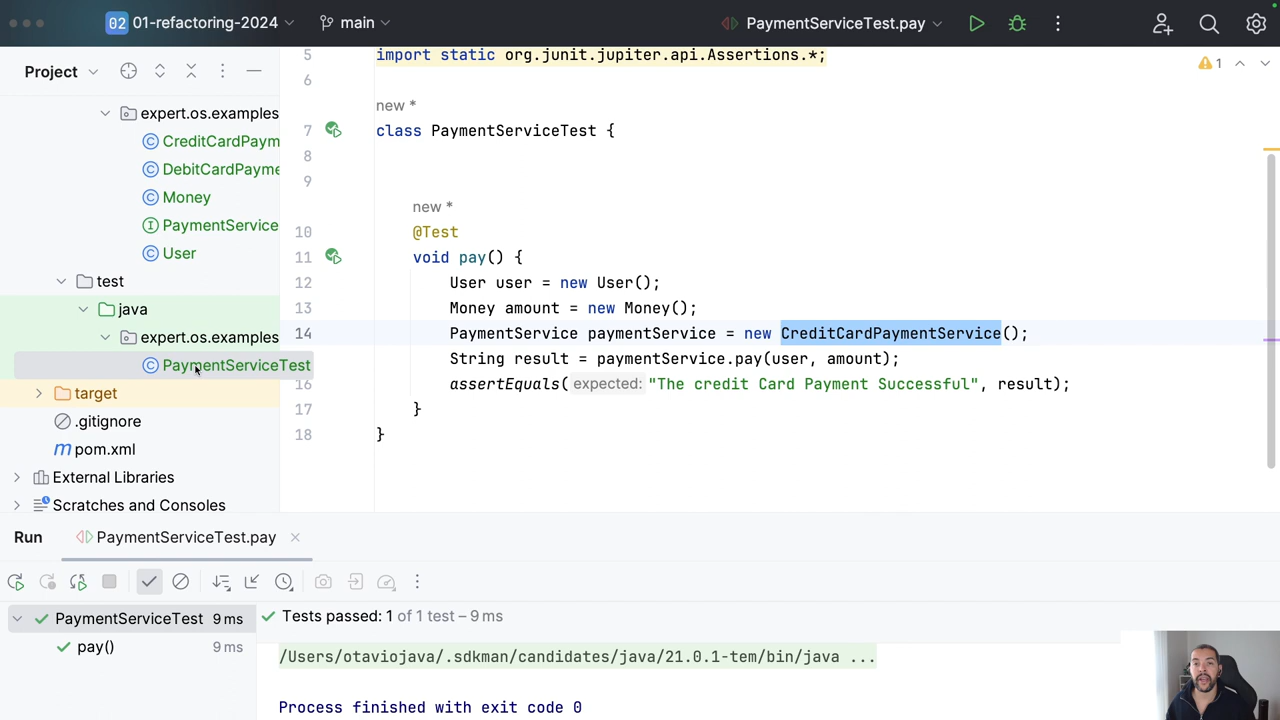 02 01-refactoring-2024
main
PaymentServiceTest.pay
Project
expert.os.examples
CreditCardPaym
DebitCardPayme
Money
PaymentService
User
test
java
expert.os.examples
PaymentServiceTest
target
.gitignore
pom.xml
External Libraries
Scratches and Consoles
1
5 import static org.junit.jupiter.api.Assertions.*;
6
new *
7 class PaymentServiceTest {
8
9
new *
10 @Test
11 void pay() {
12 User user = new User();
13 Money amount = new Money();
14 PaymentService paymentService = new CreditCardPaymentService();
String result = paymentService.pay(user, amount);
16 assertEquals( expected: "The credit Card Payment Successful", result);
17 }
18 }
Run PaymentServiceTest.pay
PaymentServiceTest 9 ms
pay() 9 ms
Tests passed: 1 of 1 test – 9 ms
/Users/otaviojava/.sdkman/candidates/java/21.0.1-tem/bin/java ...
Process finished with exit code 0